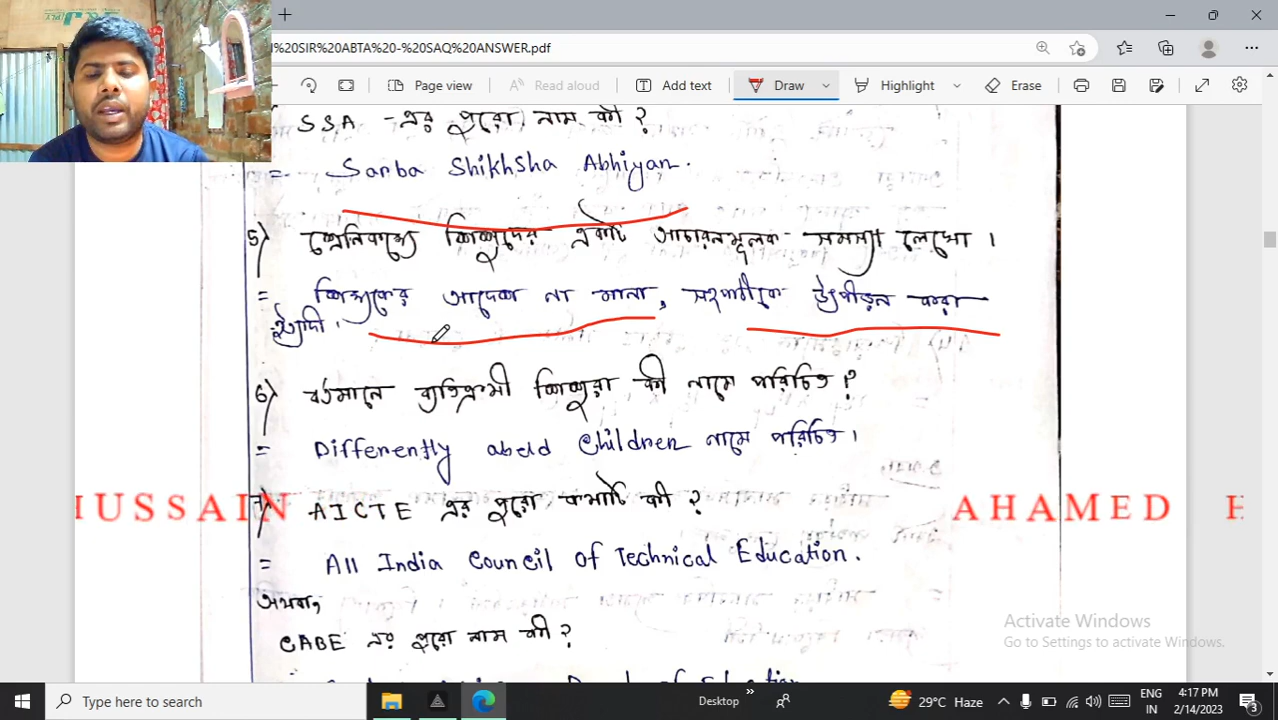 l%20SIR%20ABTA%20-%20SAQ%20ANSWER.pdf
Page view
Read aloud
Add text
Draw
Highlight
Erase
SSA -এর পুরো নাম কী ?
= Sarba Shikhsha Abhiyan.
5) শ্রেনিকক্ষে শিশুদের একটি আচারনমূলক সমস্যা লেখো ।
= শিক্ষকের আদেশ না মানা, সহপাঠীকে উৎপীড়ন করা
ইত্যাদী ।
6) বর্তমানে ব্যতিক্রমী শিশুরা কী নামে পরিচিত ?
= Differently abeld Children নামে পরিচিত ।
7) AICTE এর পুরো কথাটি কী ?
HUSSAIN
AHAMED H
= All India Council of Technical Education.
অথবা,
CABE এর পুরো নাম কী ?
Activate Windows
Go to Settings to activate Windows.
Type here to search
Desktop
29°C Haze
ENG
IN
4:17 PM
2/14/2023
3